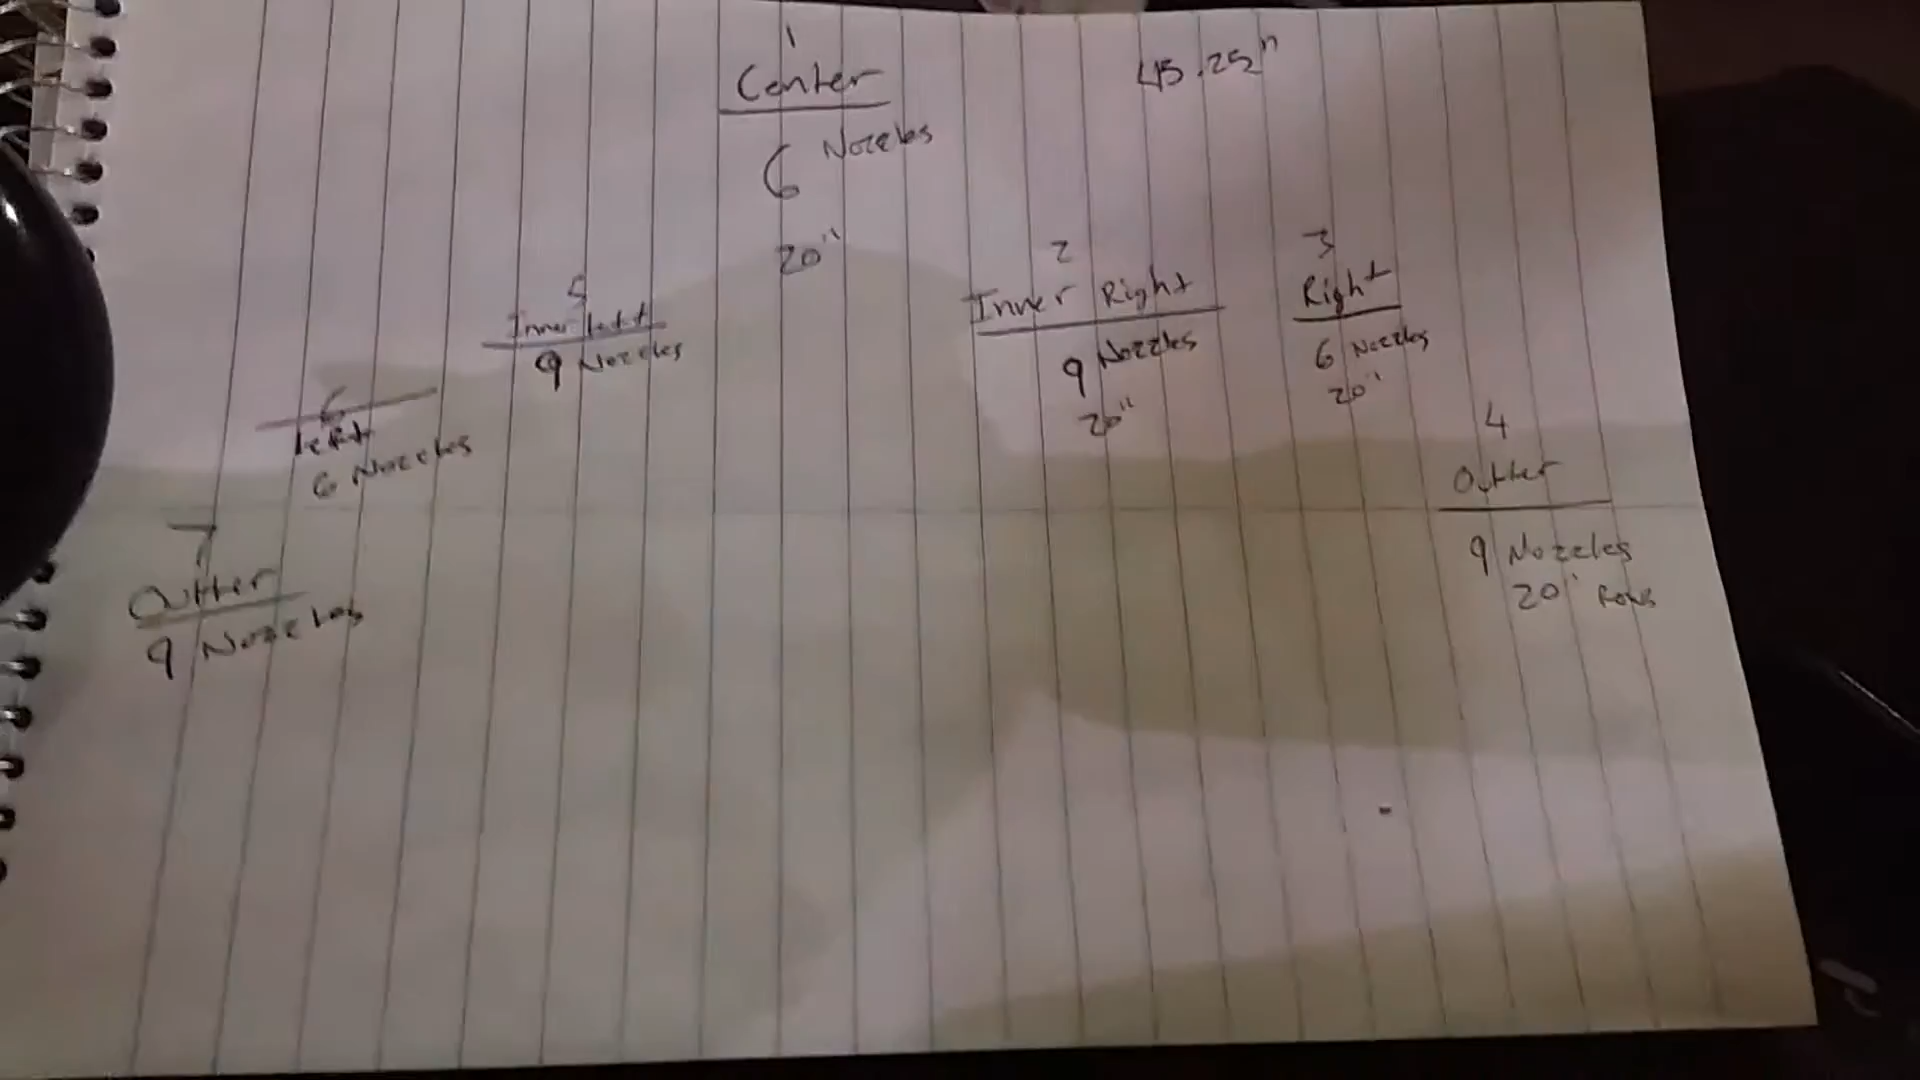 1
Center
6 Nozzles
20"
45.25"
2
Inner Right
9 Nozzles
20"
3
Right
6 Nozzles
20"
4
Outter
9 Nozzles
20" Rows
5
Inner left
9 Nozzles
6
left
6 Nozzles
7
Outter
9 Nozzles